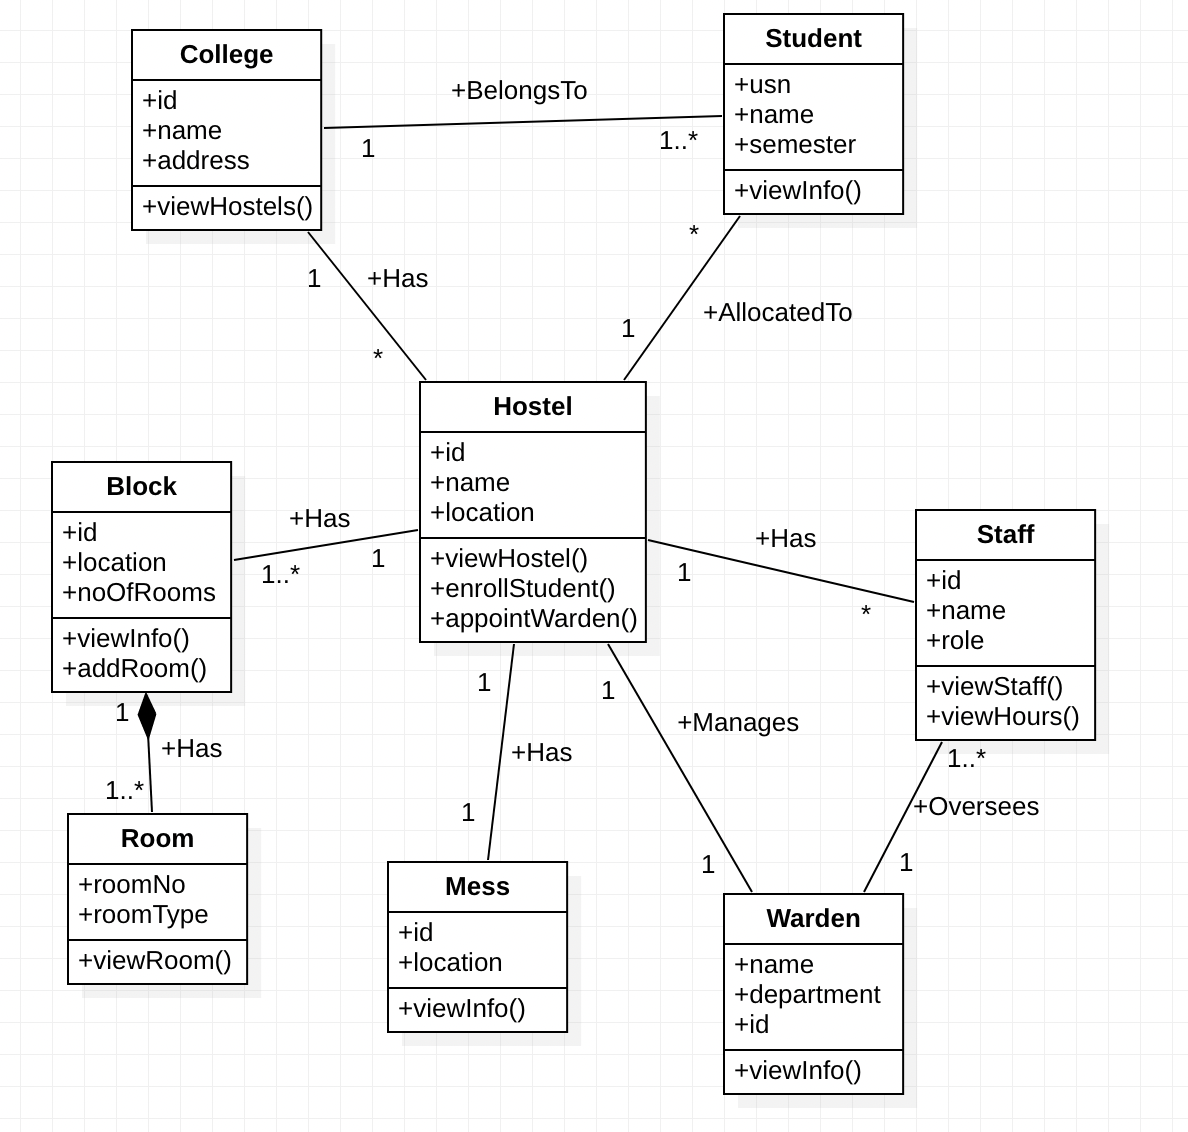 College
+id
+name
+address
+viewHostels()
+BelongsTo
1
1..*
Student
+usn
+name
+semester
+viewInfo()
1
+Has
*
*
+AllocatedTo
1
Hostel
+id
+name
+location
+viewHostel()
+enrollStudent()
+appointWarden()
Block
+id
+location
+noOfRooms
+viewInfo()
+addRoom()
+Has
1..*
1
+Has
1
*
Staff
+id
+name
+role
+viewStaff()
+viewHours()
1
+Has
1..*
Room
+roomNo
+roomType
+viewRoom()
1
+Has
1
Mess
+id
+location
+viewInfo()
1
+Manages
1
1..*
+Oversees
1
Warden
+name
+department
+id
+viewInfo()